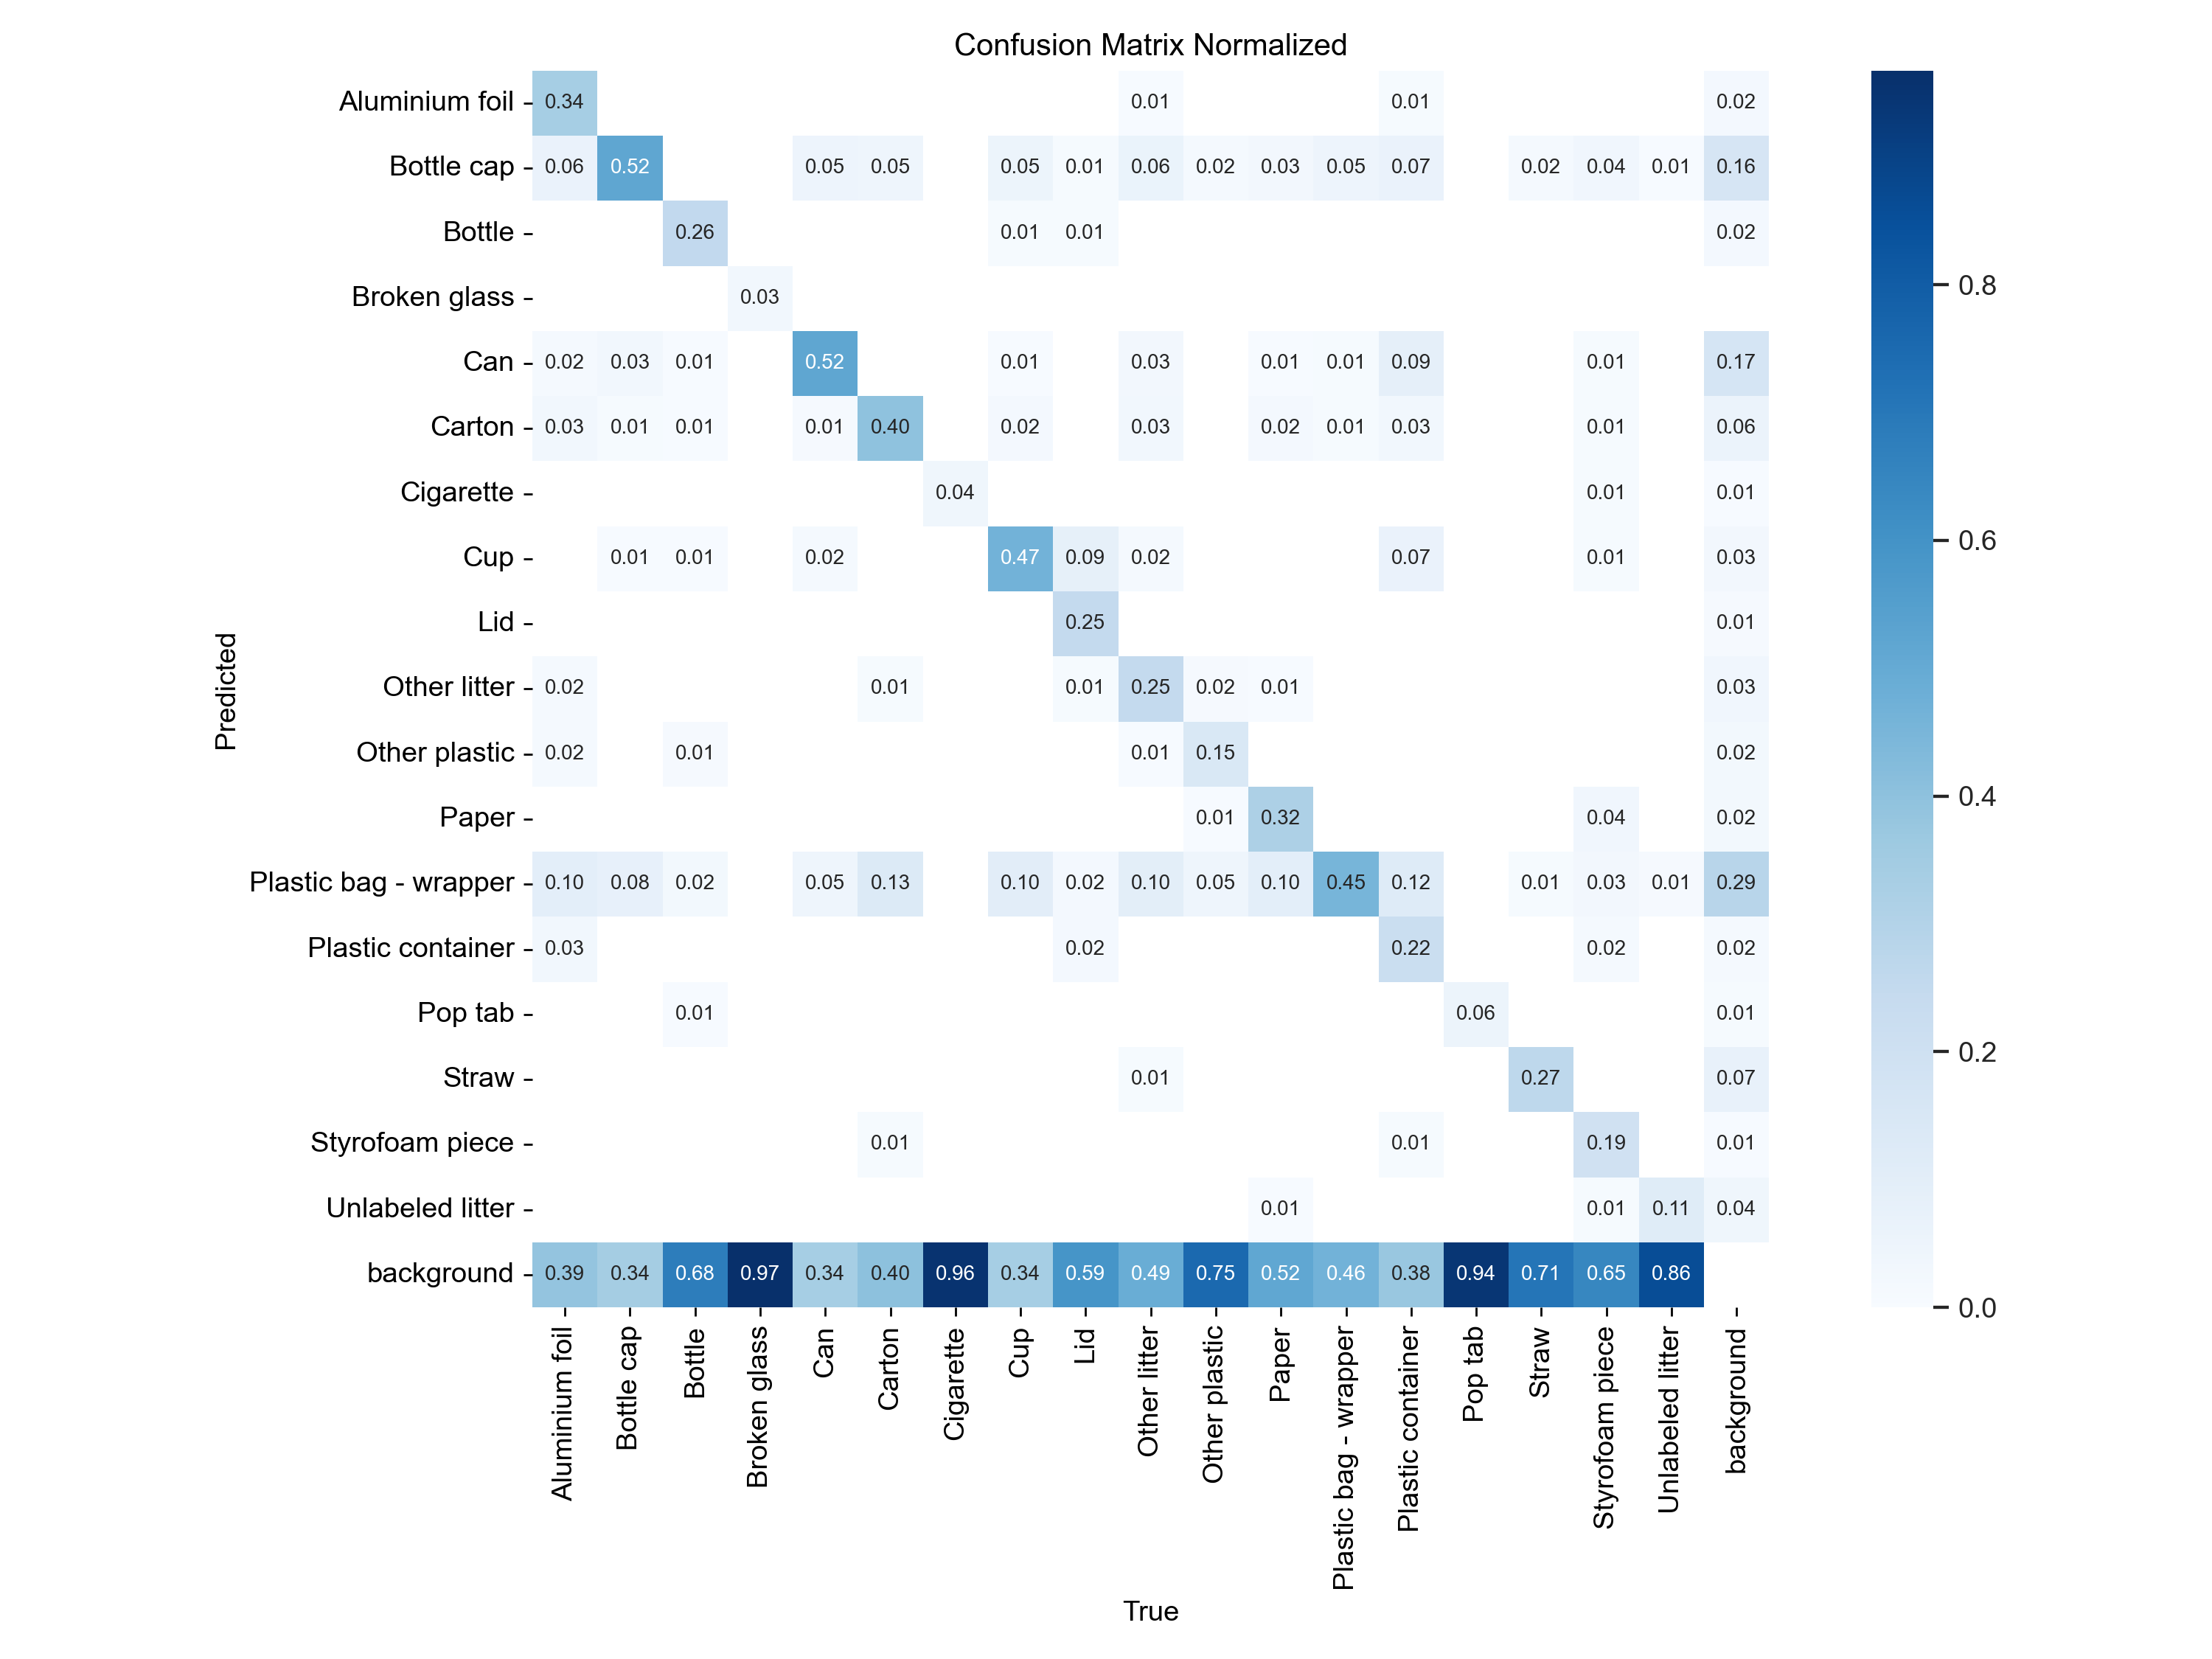 Confusion Matrix Normalized
Aluminium foil 0.34 0.01 0.01 0.02
Bottle cap 0.06 0.52 0.05 0.05 0.05 0.01 0.06 0.02 0.03 0.05 0.07 0.02 0.04 0.01 0.16
Bottle 0.26 0.01 0.01 0.02
Broken glass 0.03
Can 0.02 0.03 0.01 0.52 0.01 0.03 0.01 0.01 0.09 0.01 0.17
Carton 0.03 0.01 0.01 0.01 0.40 0.02 0.03 0.02 0.01 0.03 0.01 0.06
Cigarette 0.04 0.01 0.01
Cup 0.01 0.01 0.02 0.47 0.09 0.02 0.07 0.01 0.03
Lid 0.25 0.01
Other litter 0.02 0.01 0.01 0.25 0.02 0.01 0.03
Other plastic 0.02 0.01 0.01 0.15 0.02
Paper 0.01 0.32 0.04 0.02
Plastic bag - wrapper 0.10 0.08 0.02 0.05 0.13 0.10 0.02 0.10 0.05 0.10 0.45 0.12 0.01 0.03 0.01 0.29
Plastic container 0.03 0.02 0.22 0.02 0.02
Pop tab 0.01 0.06 0.01
Straw 0.01 0.27 0.07
Styrofoam piece 0.01 0.01 0.19 0.01
Unlabeled litter 0.01 0.01 0.11 0.04
background 0.39 0.34 0.68 0.97 0.34 0.40 0.96 0.34 0.59 0.49 0.75 0.52 0.46 0.38 0.94 0.71 0.65 0.86
Predicted
Aluminium foil
Bottle cap
Bottle
Broken glass
Can
Carton
Cigarette
Cup
Lid
Other litter
Other plastic
Paper
Plastic bag - wrapper
Plastic container
Pop tab
Straw
Styrofoam piece
Unlabeled litter
background
True
0.8
0.6
0.4
0.2
0.0